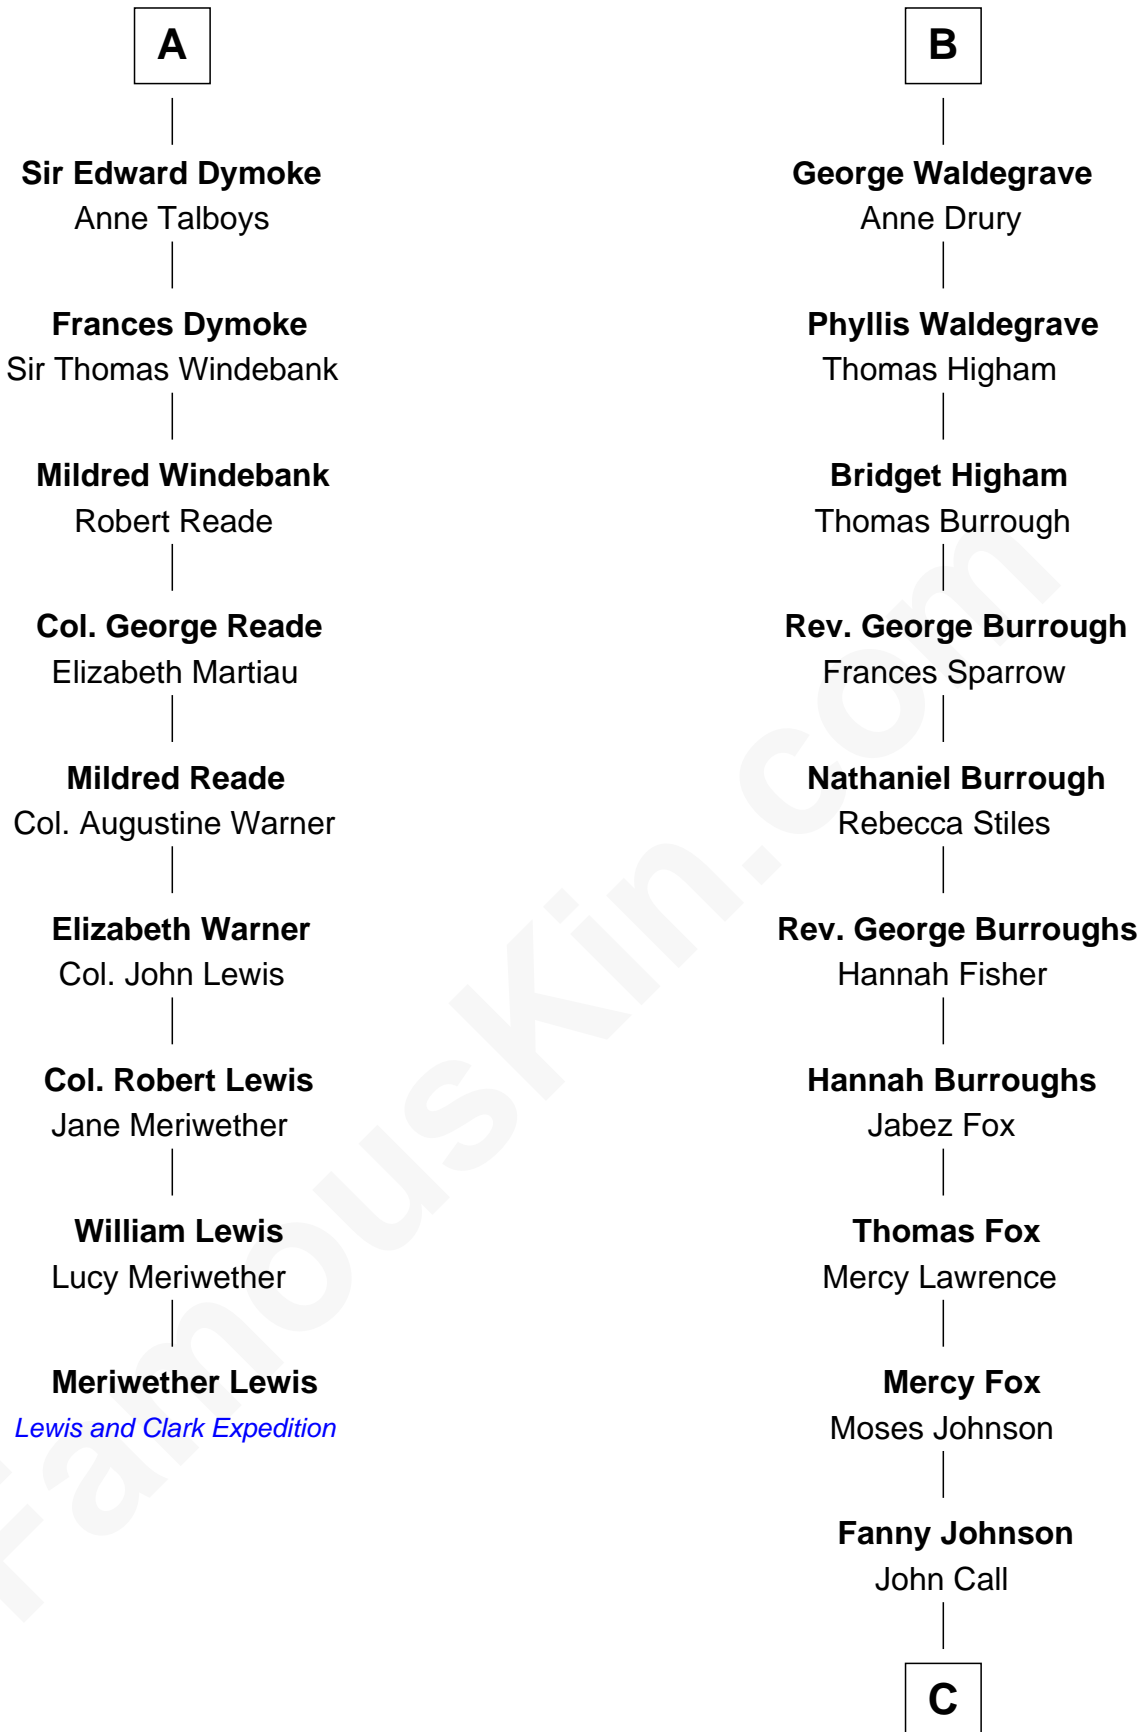 A
Sir Edward Dymoke
Anne Talboys
Frances Dymoke
Sir Thomas Windebank
Mildred Windebank
Robert Reade
Col. George Reade
Elizabeth Martiau
Mildred Reade
Col. Augustine Warner
Elizabeth Warner
Col. John Lewis
Col. Robert Lewis
Jane Meriwether
William Lewis
Lucy Meriwether
Meriwether Lewis
Lewis and Clark Expedition
B
George Waldegrave
Anne Drury
Phyllis Waldegrave
Thomas Higham
Bridget Higham
Thomas Burrough
Rev. George Burrough
Frances Sparrow
Nathaniel Burrough
Rebecca Stiles
Rev. George Burroughs
Hannah Fisher
Hannah Burroughs
Jabez Fox
Thomas Fox
Mercy Lawrence
Mercy Fox
Moses Johnson
Fanny Johnson
John Call
C
FamousKin.com